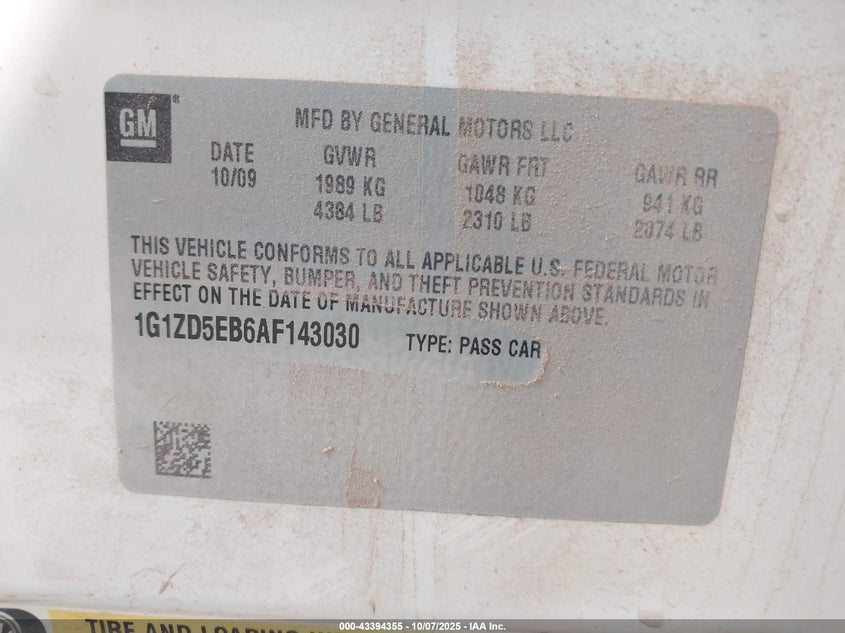 GM®
MFD BY GENERAL MOTORS LLC
DATE GVWR GAWR FRT GAWR RR
10/09 1989 KG 1048 KG 941 KG
4384 LB 2310 LB 2074 LB
THIS VEHICLE CONFORMS TO ALL APPLICABLE U.S. FEDERAL MOTOR
VEHICLE SAFETY, BUMPER, AND THEFT PREVENTION STANDARDS IN
EFFECT ON THE DATE OF MANUFACTURE SHOWN ABOVE.
1G1ZD5EB6AF143030 TYPE: PASS CAR
TIRE AND LOADING
000-43394355 | 10/07/2025 - IAA Inc.